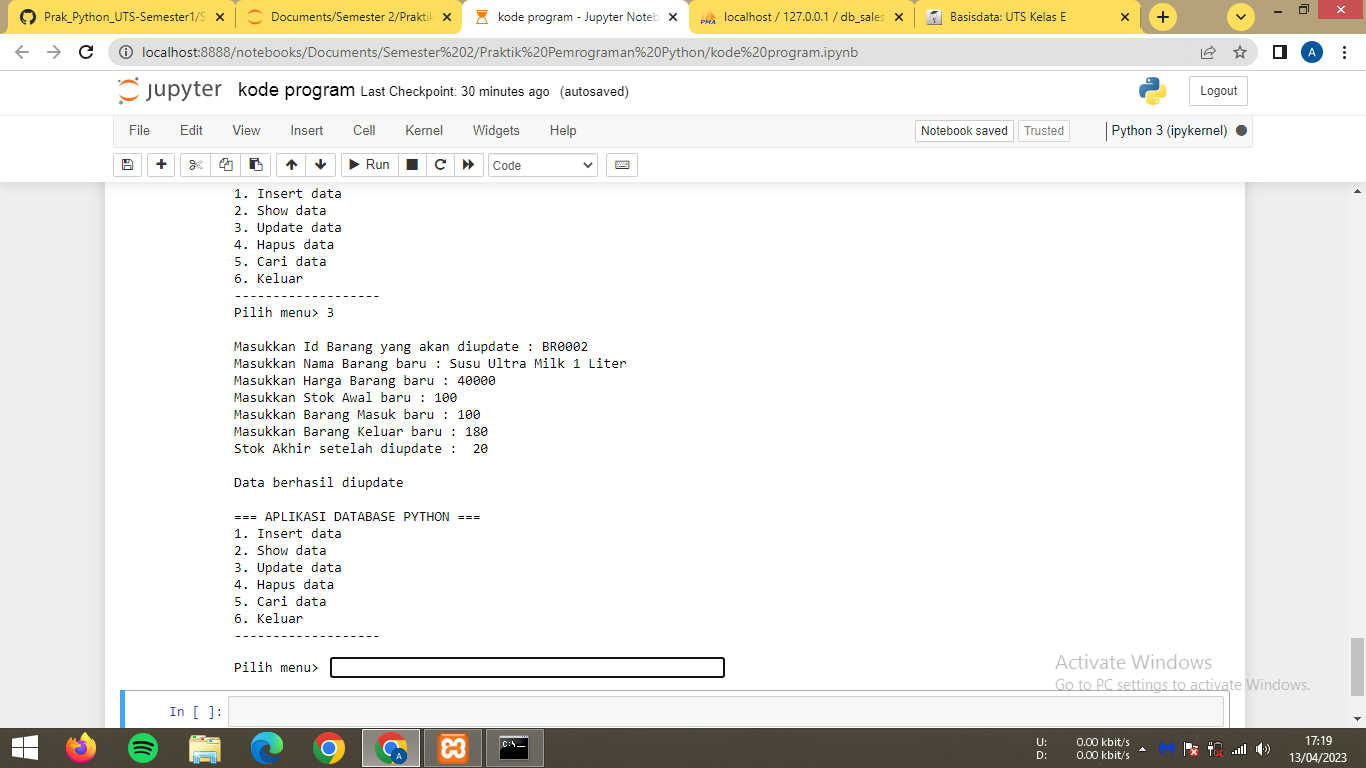 Prak_Python_UTS-Semester1/S
Documents/Semester 2/Praktik
kode program - Jupyter Noteb
localhost / 127.0.0.1 / db_sales
Basisdata: UTS Kelas E
localhost:8888/notebooks/Documents/Semester%202/Praktik%20Pemrograman%20Python/kode%20program.ipynb
A
jupyter kode program Last Checkpoint: 30 minutes ago (autosaved)
Logout
File Edit View Insert Cell Kernel Widgets Help
Notebook saved Trusted Python 3 (ipykernel)
Run Code
1. Insert data
2. Show data
3. Update data
4. Hapus data
5. Cari data
6. Keluar
-------------------
Pilih menu> 3
Masukkan Id Barang yang akan diupdate : BR0002
Masukkan Nama Barang baru : Susu Ultra Milk 1 Liter
Masukkan Harga Barang baru : 40000
Masukkan Stok Awal baru : 100
Masukkan Barang Masuk baru : 100
Masukkan Barang Keluar baru : 180
Stok Akhir setelah diupdate :  20
Data berhasil diupdate
=== APLIKASI DATABASE PYTHON ===
1. Insert data
2. Show data
3. Update data
4. Hapus data
5. Cari data
6. Keluar
-------------------
Pilih menu>
Activate Windows
Go to PC settings to activate Windows.
In [ ]:
U: 0.00 kbit/s
D: 0.00 kbit/s
17:19
13/04/2023